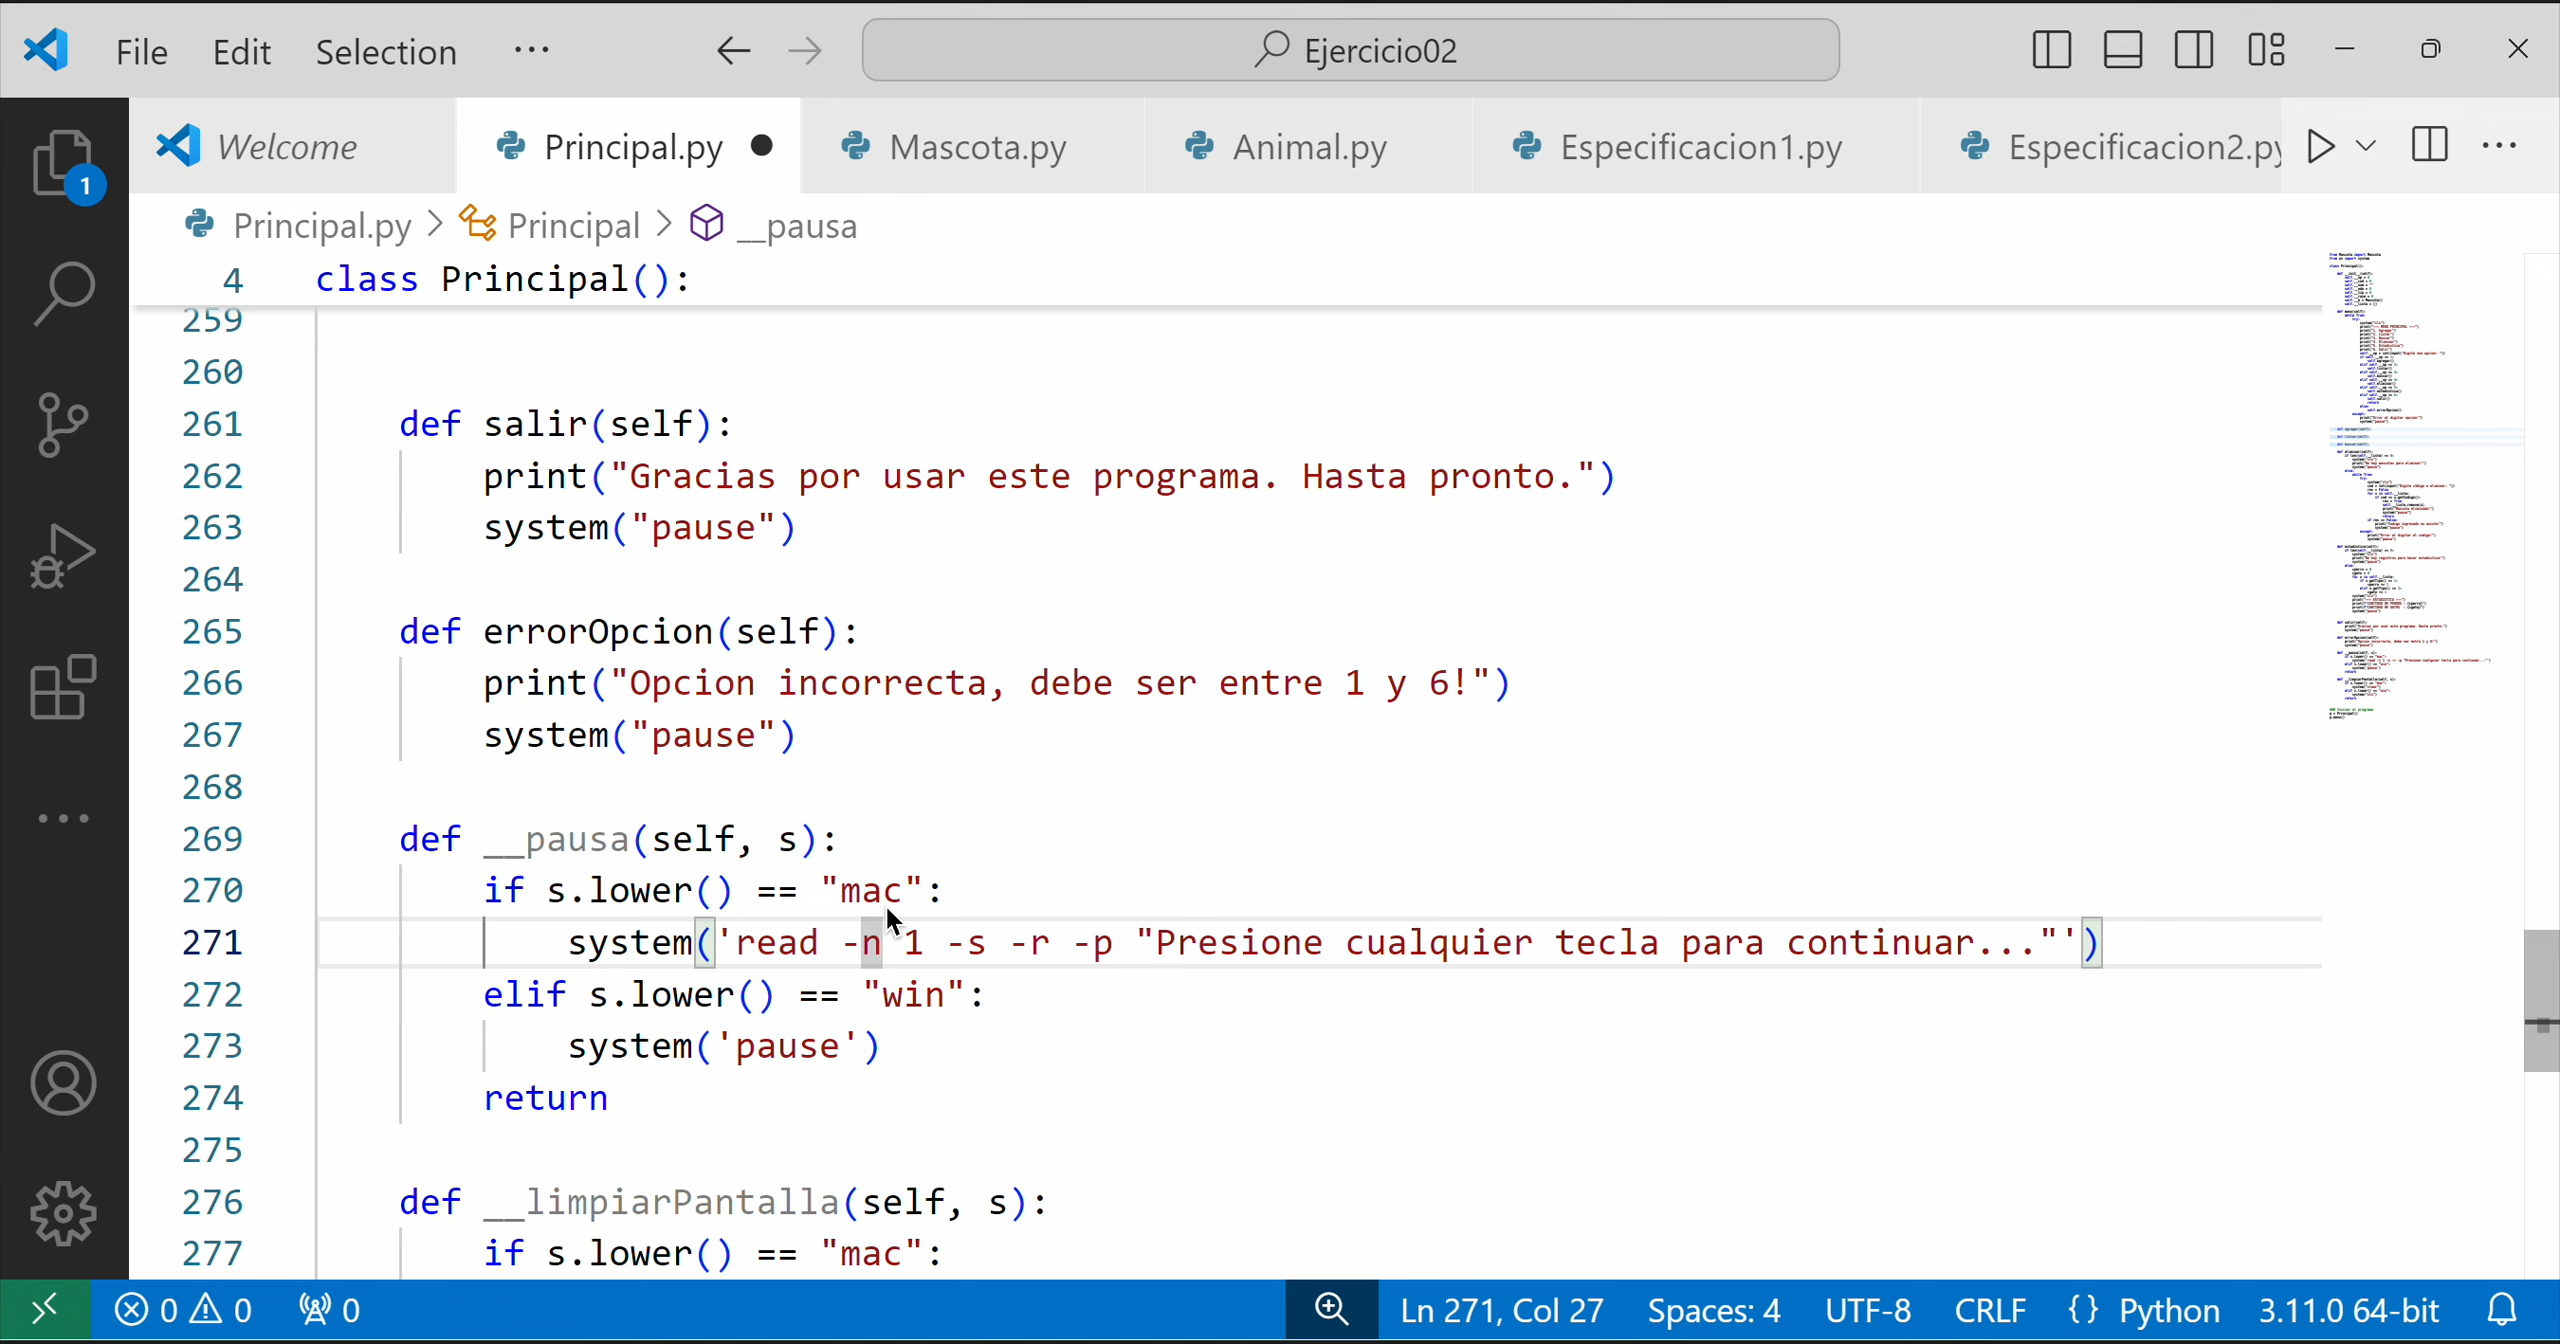 File Edit Selection ··· Ejercicio02
Welcome Principal.py Mascota.py Animal.py Especificacion1.py Especificacion2.py
Principal.py > Principal > __pausa
4 class Principal():
259
260
261 def salir(self):
262 print("Gracias por usar este programa. Hasta pronto.")
263 system("pause")
264
265 def errorOpcion(self):
266 print("Opcion incorrecta, debe ser entre 1 y 6!")
267 system("pause")
268
269 def __pausa(self, s):
270 if s.lower() == "mac":
271 system('read -n 1 -s -r -p "Presione cualquier tecla para continuar..."')
272 elif s.lower() == "win":
273 system('pause')
274 return
275
276 def __limpiarPantalla(self, s):
277 if s.lower() == "mac":
1
0 0 0 Ln 271, Col 27 Spaces: 4 UTF-8 CRLF {} Python 3.11.0 64-bit